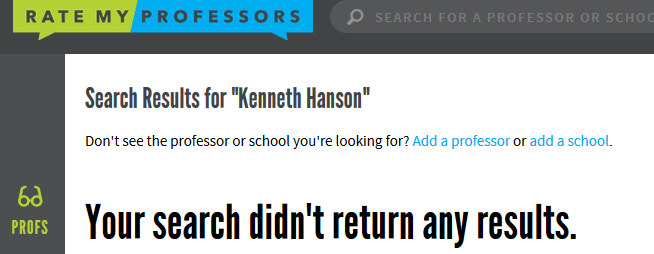 RATE MY PROFESSORS
SEARCH FOR A PROFESSOR OR
Search Results for "Kenneth Hanson"
Don't see the professor or school you're looking for? Add a professor or add a school.
PROFS
Your search didn't return any results.